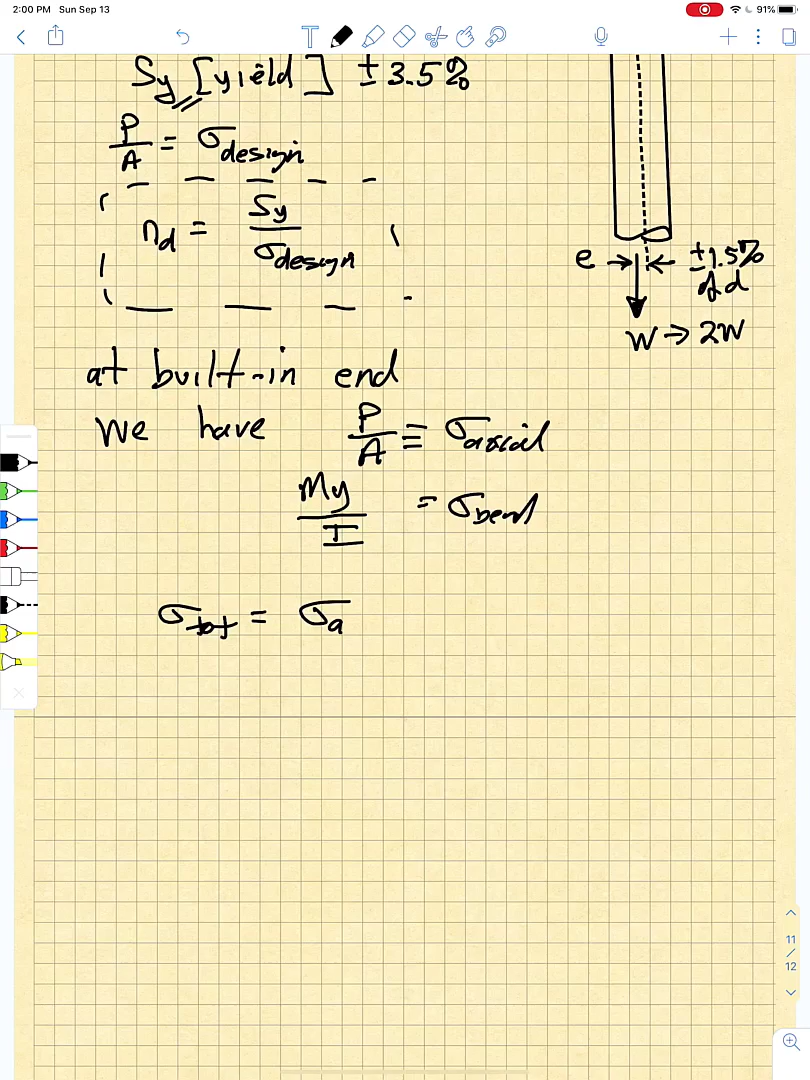 2:00 PM Sun Sep 13
91%
T
Sy [yield] ± 3.5%
P/A = σdesign
nd = Sy/σdesign
e
±1.5%
of d
W → 2W
at built-in end
we have P/A = σaxial
My/I = σbend
σtot = σa
11
/
12